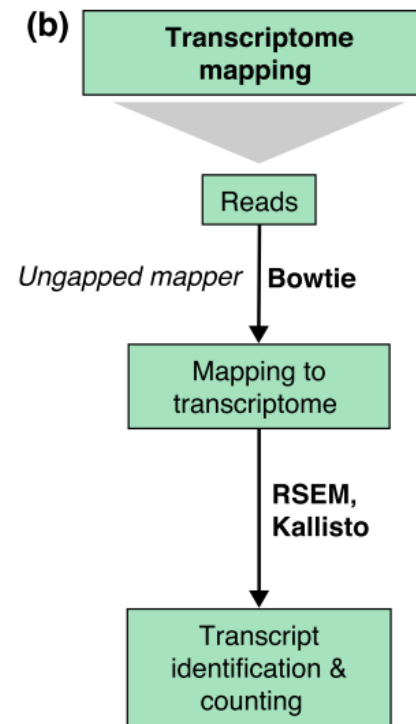 (b)
Transcriptome
mapping
Reads
Ungapped mapper Bowtie
Mapping to
transcriptome
RSEM,
Kallisto
Transcript
identification &
counting